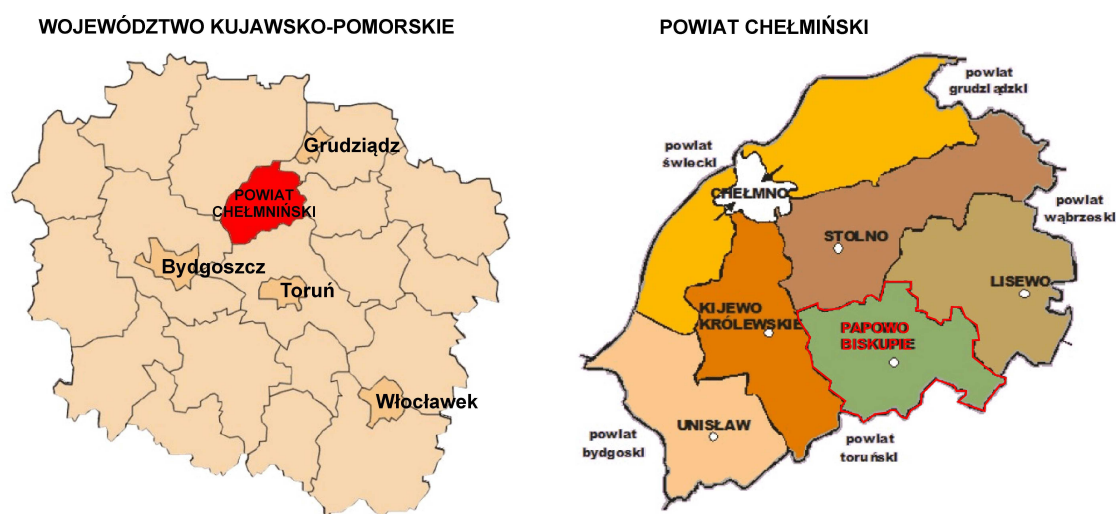 WOJEWÓDZTWO KUJAWSKO-POMORSKIE
Grudziądz
POWIAT
CHEŁMNIŃSKI
Bydgoszcz
Toruń
Włocławek
POWIAT CHEŁMIŃSKI
powiat
grudziądzki
powiat
świecki
CHEŁMNO
powiat
wąbrzeski
STOLNO
LISEWO
KIJEWO
KRÓLEWSKIE
PAPOWO
BISKUPIE
UNISŁAW
powiat
bydgoski
powiat
toruński